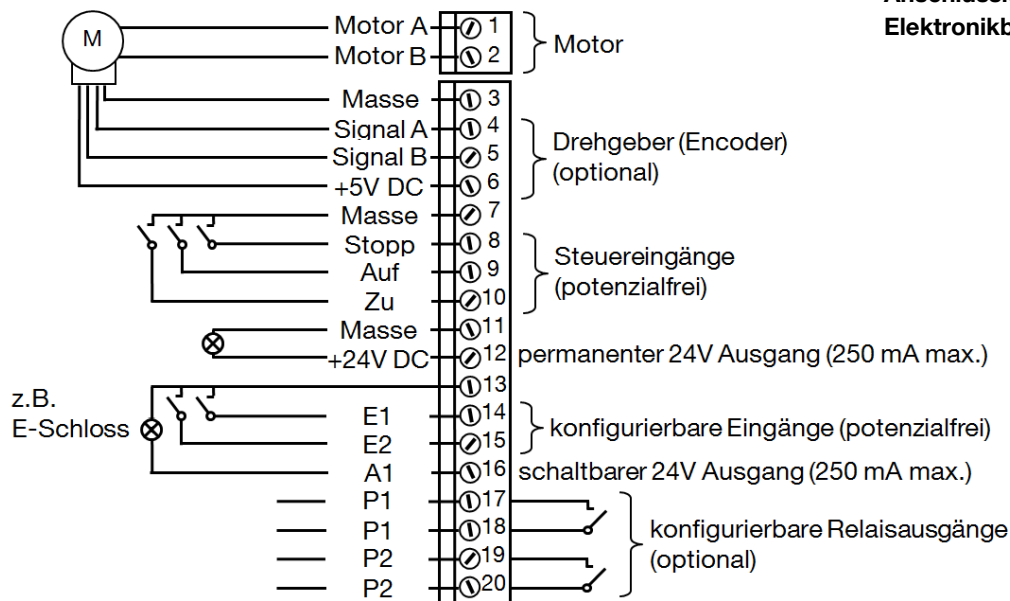 Elektronik
M
Motor A 1
Motor B 2
Motor
Masse 3
Signal A 4
Signal B 5
+5V DC 6
Drehgeber (Encoder)
(optional)
Masse 7
Stopp 8
Auf 9
Zu 10
Steuereingänge
(potenzialfrei)
Masse 11
+24V DC 12 permanenter 24V Ausgang (250 mA max.)
13
z.B.
E-Schloss
E1 14
E2 15
konfigurierbare Eingänge (potenzialfrei)
A1 16 schaltbarer 24V Ausgang (250 mA max.)
P1 17
P1 18
P2 19
P2 20
konfigurierbare Relaisausgänge
(optional)